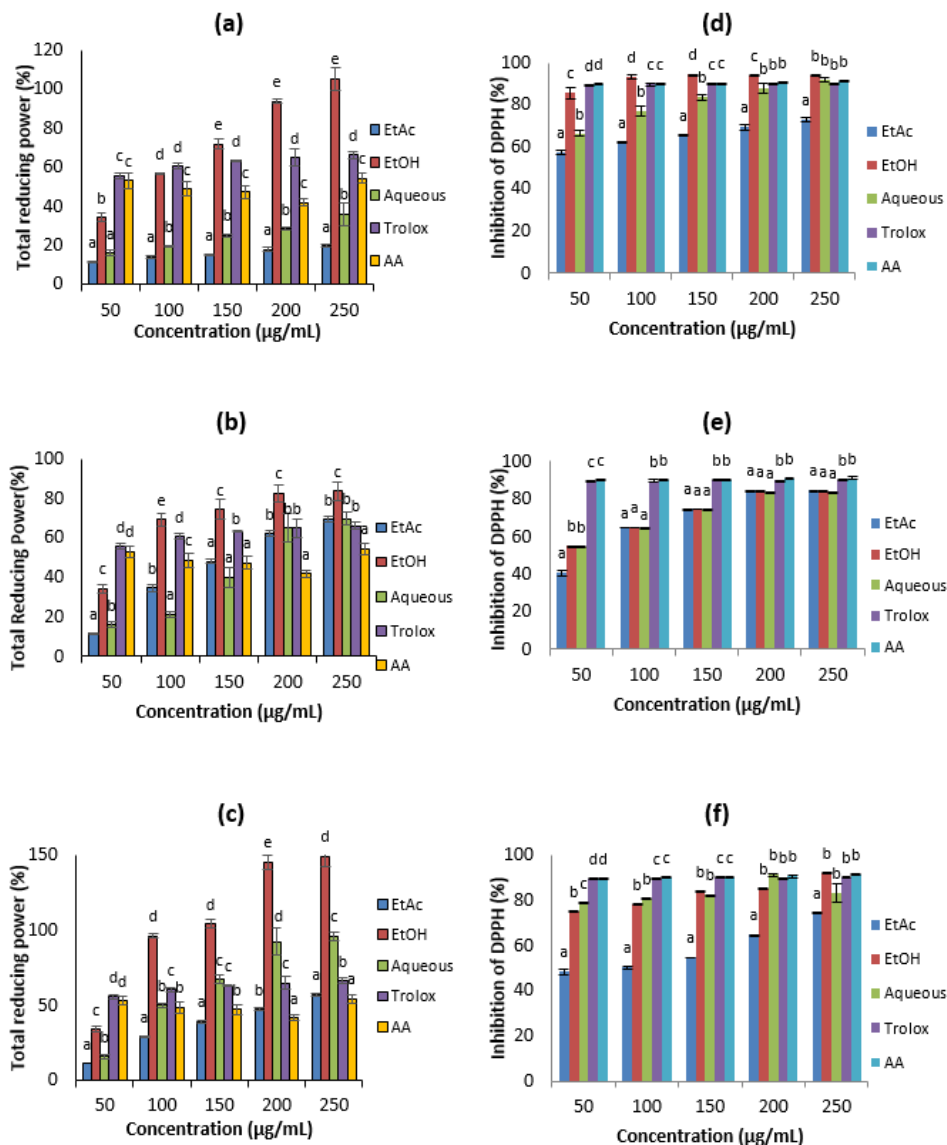 (a)
Total reducing power (%)
120
100
80
60
40
20
0
a b a c c
a d b d c
a e b d c
a e b d c
a e b d c
50 100 150 200 250
Concentration (µg/mL)
EtAc
EtOH
Aqueous
Trolox
AA
(d)
Inhibition of DPPH (%)
100
80
60
40
20
0
a c b d d
a d b c c
a d b c c
a c b b b
a b b b b
50 100 150 200 250
Concentration (µg/mL)
EtAc
EtOH
Aqueous
Trolox
AA
(b)
Total Reducing Power(%)
100
80
60
40
20
0
a c b d d
b e a d c
a c a b a
b c b b a
b c b b a
50 100 150 200 250
Concentration (µg/mL)
EtAc
EtOH
Aqueous
Trolox
AA
(e)
Inhibition of DPPH (%)
100
80
60
40
20
0
a b b c c
a a a b b
a a a b b
a a a b b
a a a b b
50 100 150 200 250
Concentration (µg/mL)
EtAc
EtOH
Aqueous
Trolox
AA
(c)
Total reducing power (%)
150
100
50
0
a c b d d
a d b c b
a d c c b
b e d c a
a d c b a
50 100 150 200 250
Concentration (µg/mL)
EtAc
EtOH
Aqueous
Trolox
AA
(f)
Inhibition of DPPH (%)
100
80
60
40
20
0
a b c d d
a b b c c
a b b c c
a b b b b
a b b b b
50 100 150 200 250
Concentration (µg/mL)
EtAc
EtOH
Aqueous
Trolox
AA